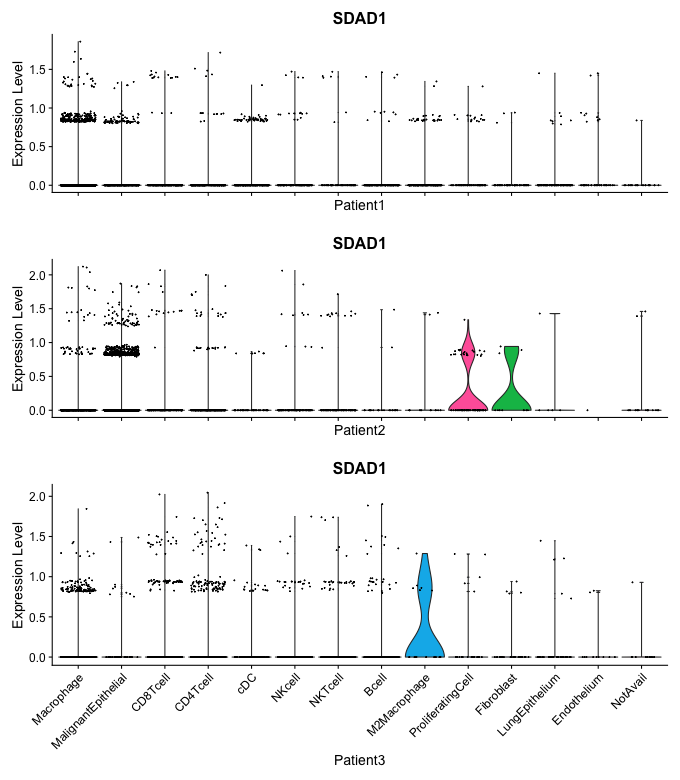 SDAD1
Expression Level
1.5
1.0
0.5
0.0
Patient1
SDAD1
Expression Level
2.0
1.5
1.0
0.5
0.0
Patient2
SDAD1
Expression Level
2.0
1.5
1.0
0.5
0.0
Macrophage
MalignantEpithelial
CD8Tcell
CD4Tcell
cDC
NKcell
NKTcell
Bcell
M2Macrophage
ProliferatingCell
Fibroblast
LungEpithelium
Endothelium
NotAvail
Patient3